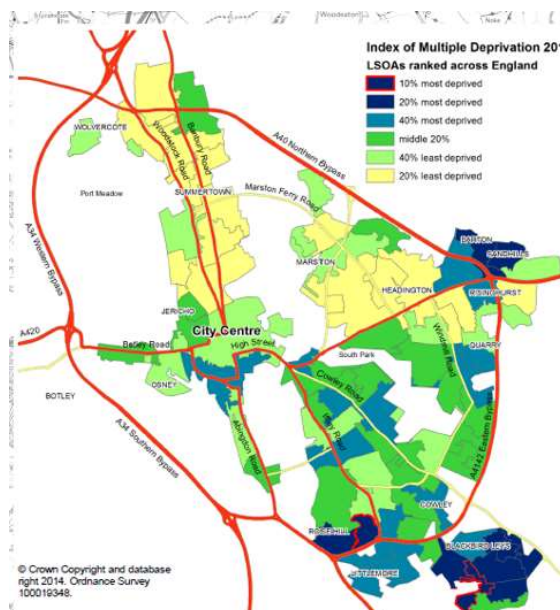 Index of Multiple Deprivation 201
LSOAs ranked across England
10% most deprived
20% most deprived
40% most deprived
middle 20%
40% least deprived
20% least deprived
WOLVERCOTE
Woodstock Road
Banbury Road
A40 Northern Bypass
Port Meadow
SUMMERTOWN
Marston Ferry Road
A34 Western Bypass
MARSTON
BARTON
SANDHILLS
HEADINGTON
RISINGHURST
JERICHO
City Centre
A420
Botley Road
High Street
South Park
Windmill Road
QUARRY
OSNEY
BOTLEY
Cowley Road
Iffley Road
Abingdon Road
A4142 Eastern Bypass
A34 Southern Bypass
COWLEY
ROSE HILL
BLACKBIRD LEYS
LITTLEMORE
© Crown Copyright and database
right 2014. Ordnance Survey
100019348.